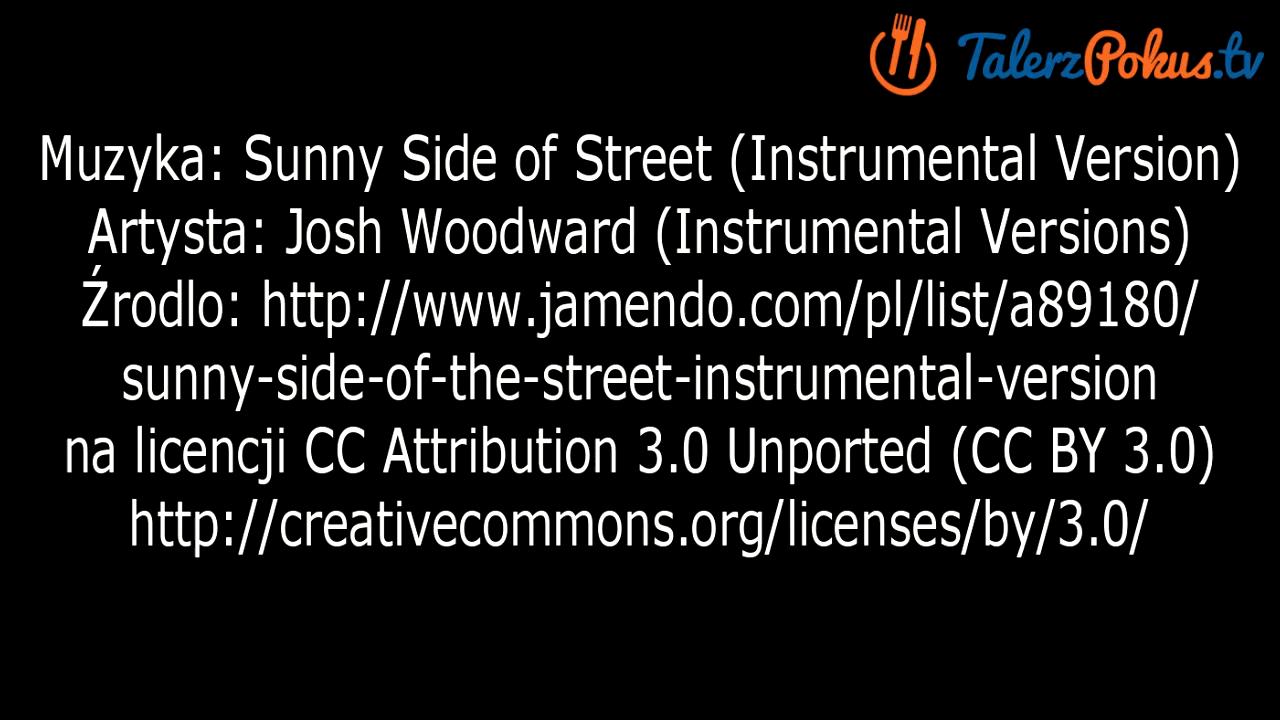 TalerzPokus.tv
Muzyka: Sunny Side of Street (Instrumental Version)
Artysta: Josh Woodward (Instrumental Versions)
Źrodlo: http://www.jamendo.com/pl/list/a89180/
sunny-side-of-the-street-instrumental-version
na licencji CC Attribution 3.0 Unported (CC BY 3.0)
http://creativecommons.org/licenses/by/3.0/